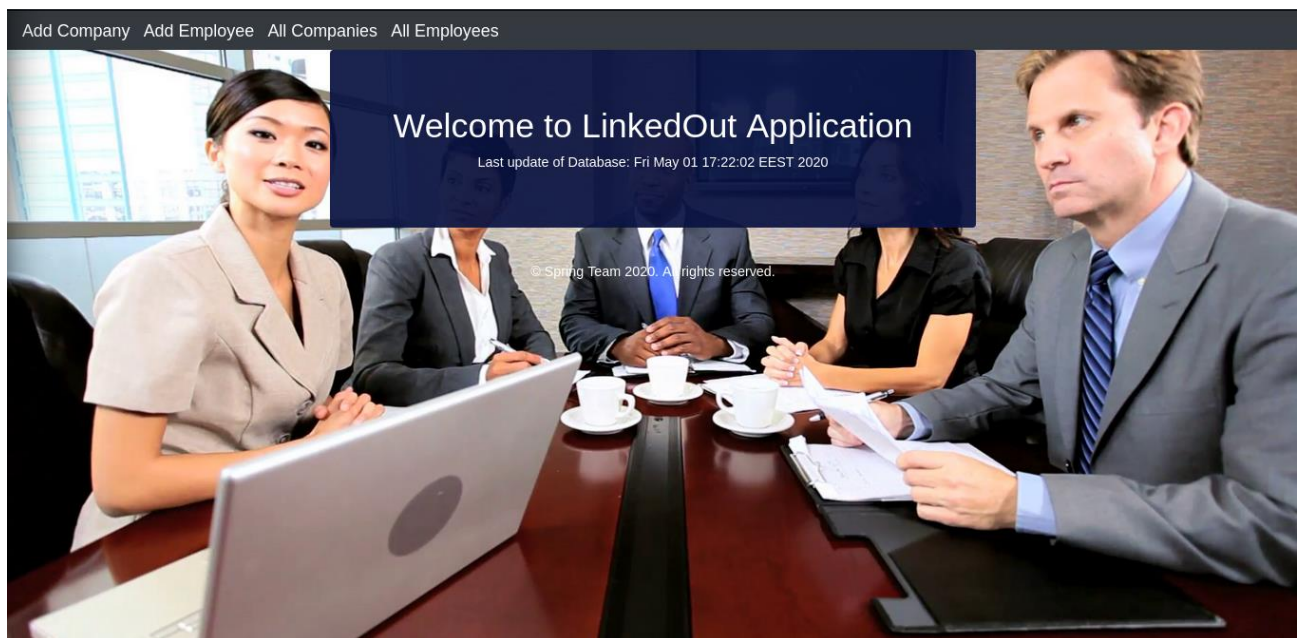 Add Company Add Employee All Companies All Employees
Welcome to LinkedOut Application
Last update of Database: Fri May 01 17:22:02 EEST 2020
© Spring Team 2020. All rights reserved.